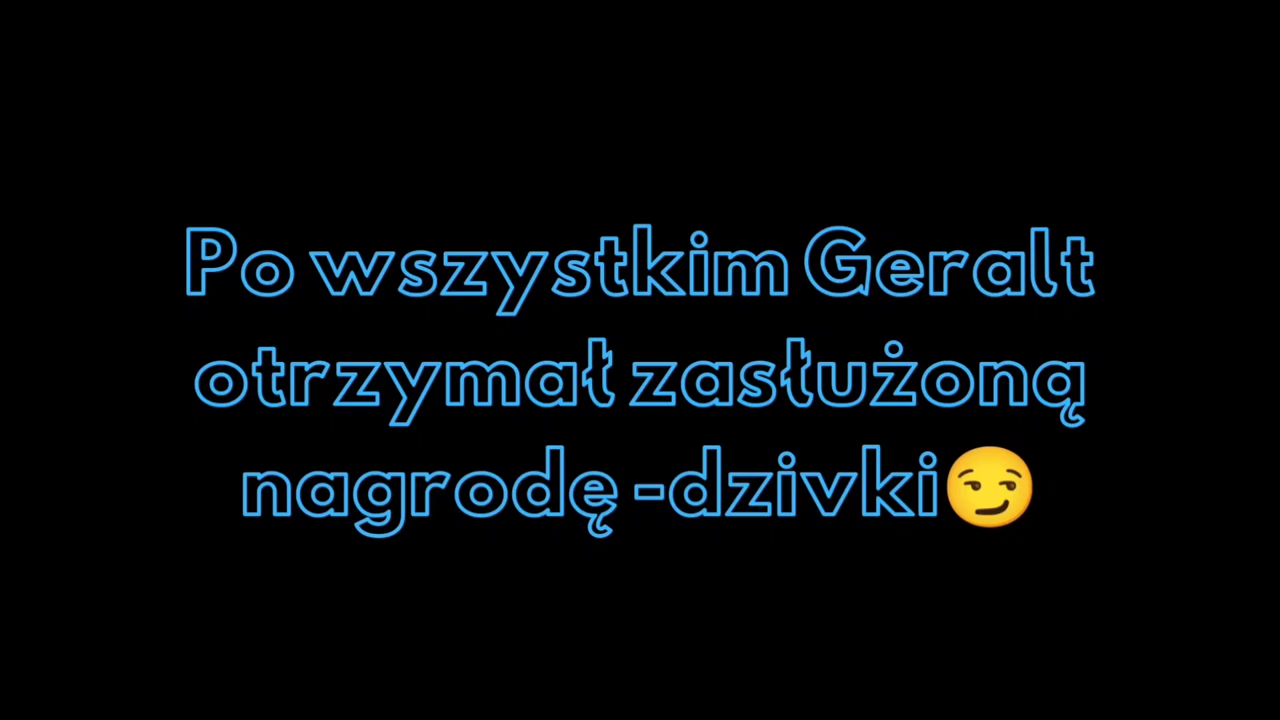 Po wszystkim Geralt
otrzymał zasłużoną
nagrodę -dzivki😏